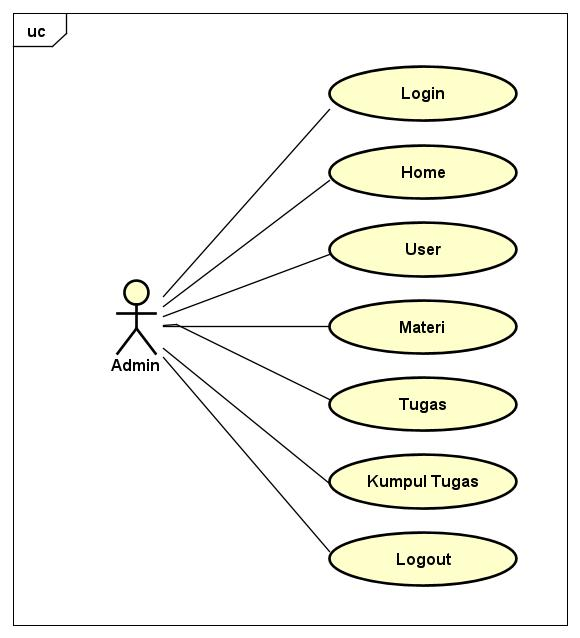 uc
Login
Home
User
Admin
Materi
Tugas
Kumpul Tugas
Logout